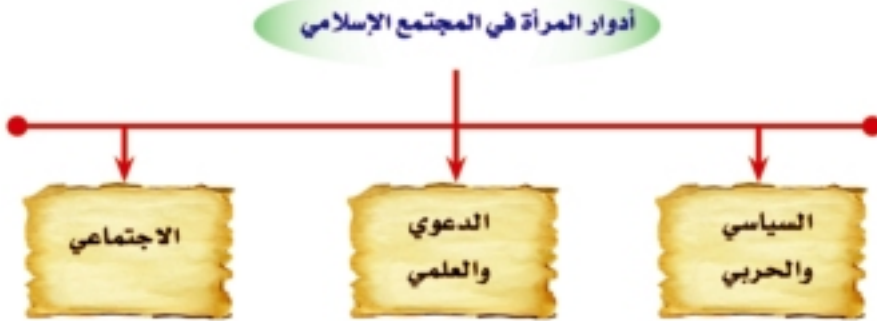 أدوار المرأة في المجتمع الإسلامي
السياسي
والحربي
الدعوي
والعلمي
الاجتماعي